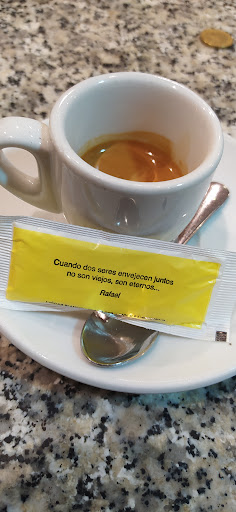 Cuando dos seres envejecen juntos
no son viejos, son eternos...
Rafael